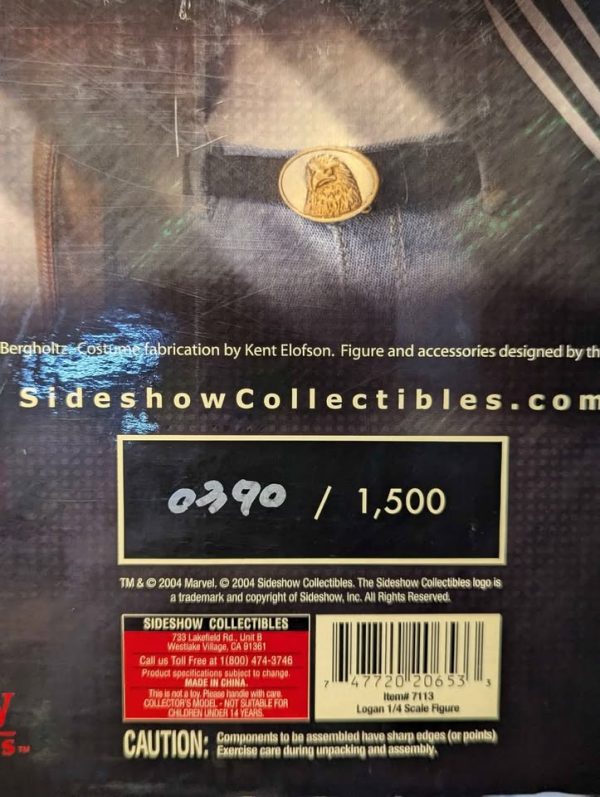 Bergholtz. Costume fabrication by Kent Elofson. Figure and accessories designed by th
SideshowCollectibles.com
0390 / 1,500
TM & © 2004 Marvel. © 2004 Sideshow Collectibles. The Sideshow Collectibles logo is
a trademark and copyright of Sideshow, Inc. All Rights Reserved.
SIDESHOW COLLECTIBLES
733 Lakefield Rd., Unit B
Westlake Village, CA 91361
Call us Toll Free at 1(800) 474-3746
Product specifications subject to change.
MADE IN CHINA.
This is not a toy. Please handle with care.
COLLECTOR'S MODEL - NOT SUITABLE FOR
CHILDREN UNDER 14 YEARS.
7 47720 20653 3
Item# 7113
Logan 1/4 Scale Figure
Y
S TM
CAUTION: Components to be assembled have sharp edges (or points)
Exercise care during unpacking and assembly.